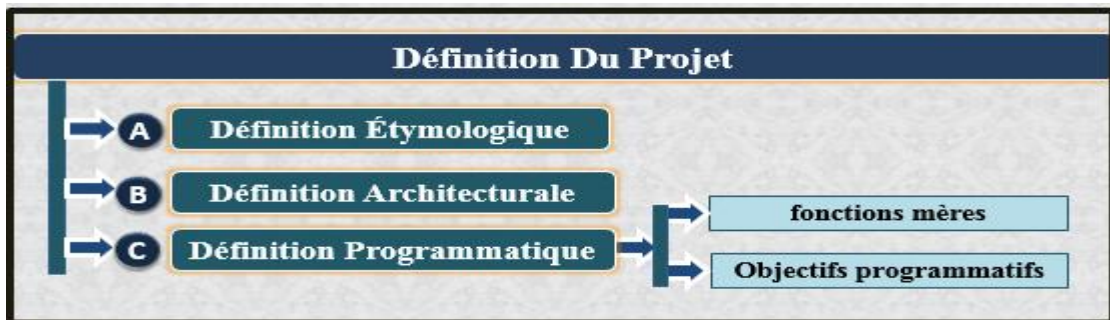 Définition Du Projet
A Définition Étymologique
B Définition Architecturale
C Définition Programmatique
fonctions mères
Objectifs programmatifs